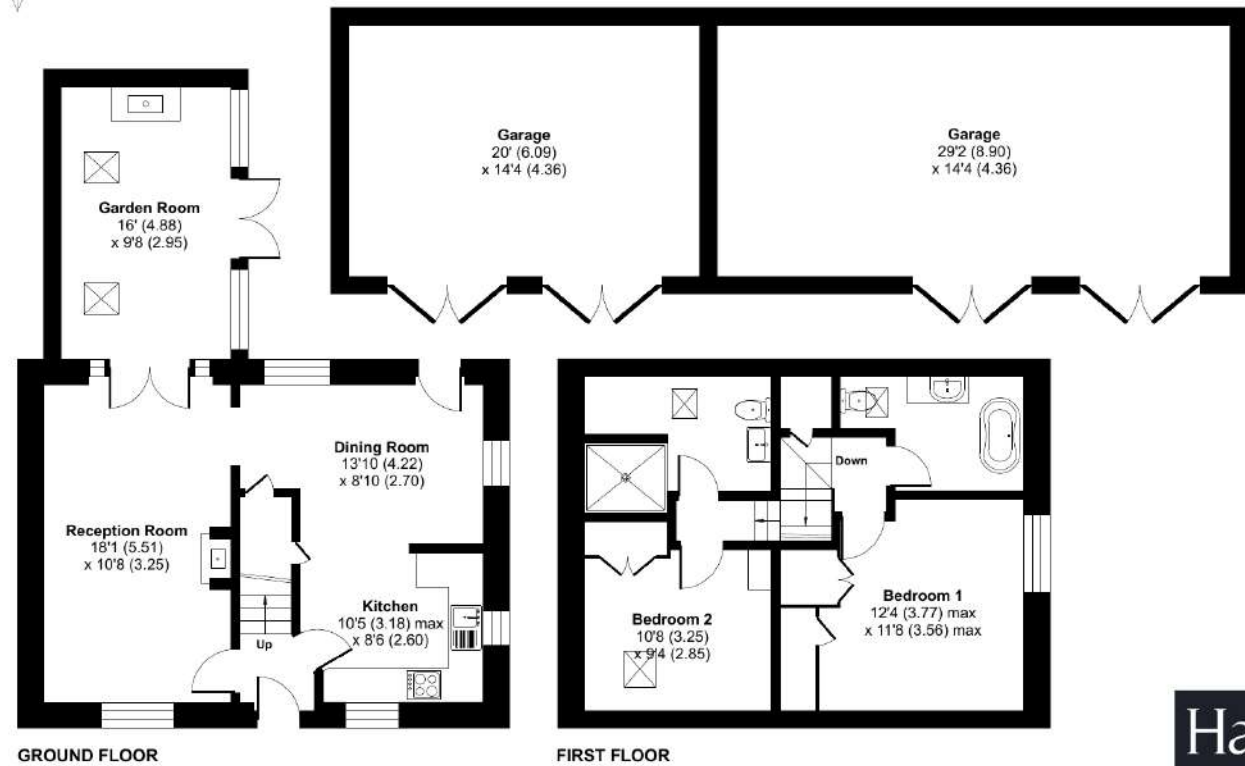 Garage
20' (6.09)
x 14'4 (4.36)
Garage
29'2 (8.90)
x 14'4 (4.36)
Garden Room
16' (4.88)
x 9'8 (2.95)
Dining Room
13'10 (4.22)
x 8'10 (2.70)
Reception Room
18'1 (5.51)
x 10'8 (3.25)
Kitchen
10'5 (3.18) max
x 8'6 (2.60)
Up
Down
Bedroom 1
12'4 (3.77) max
x 11'8 (3.56) max
Bedroom 2
10'8 (3.25)
x 9'4 (2.85)
GROUND FLOOR
FIRST FLOOR
Ha